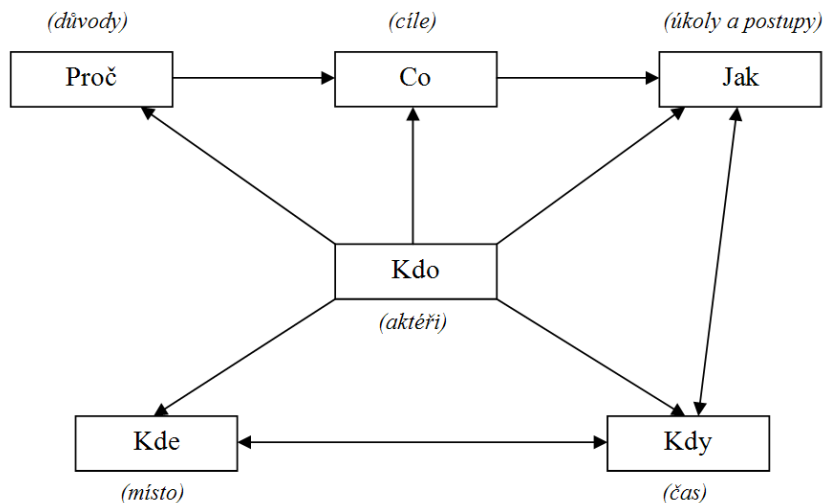 (důvody)
(cíle)
(úkoly a postupy)
Proč
Co
Jak
Kdo
(aktéři)
Kde
Kdy
(místo)
(čas)